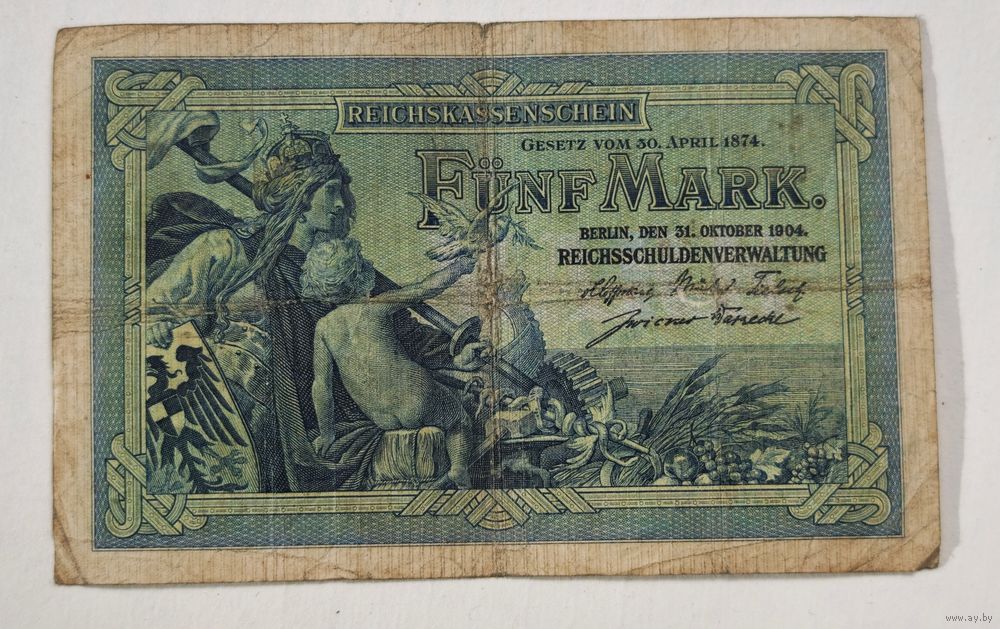 REICHSKASSENSCHEIN
GESETZ VOM 30. APRIL 1874.
FÜNF MARK.
BERLIN, DEN 31. OKTOBER 1904.
REICHSSCHULDENVERWALTUNG
www.ay.by